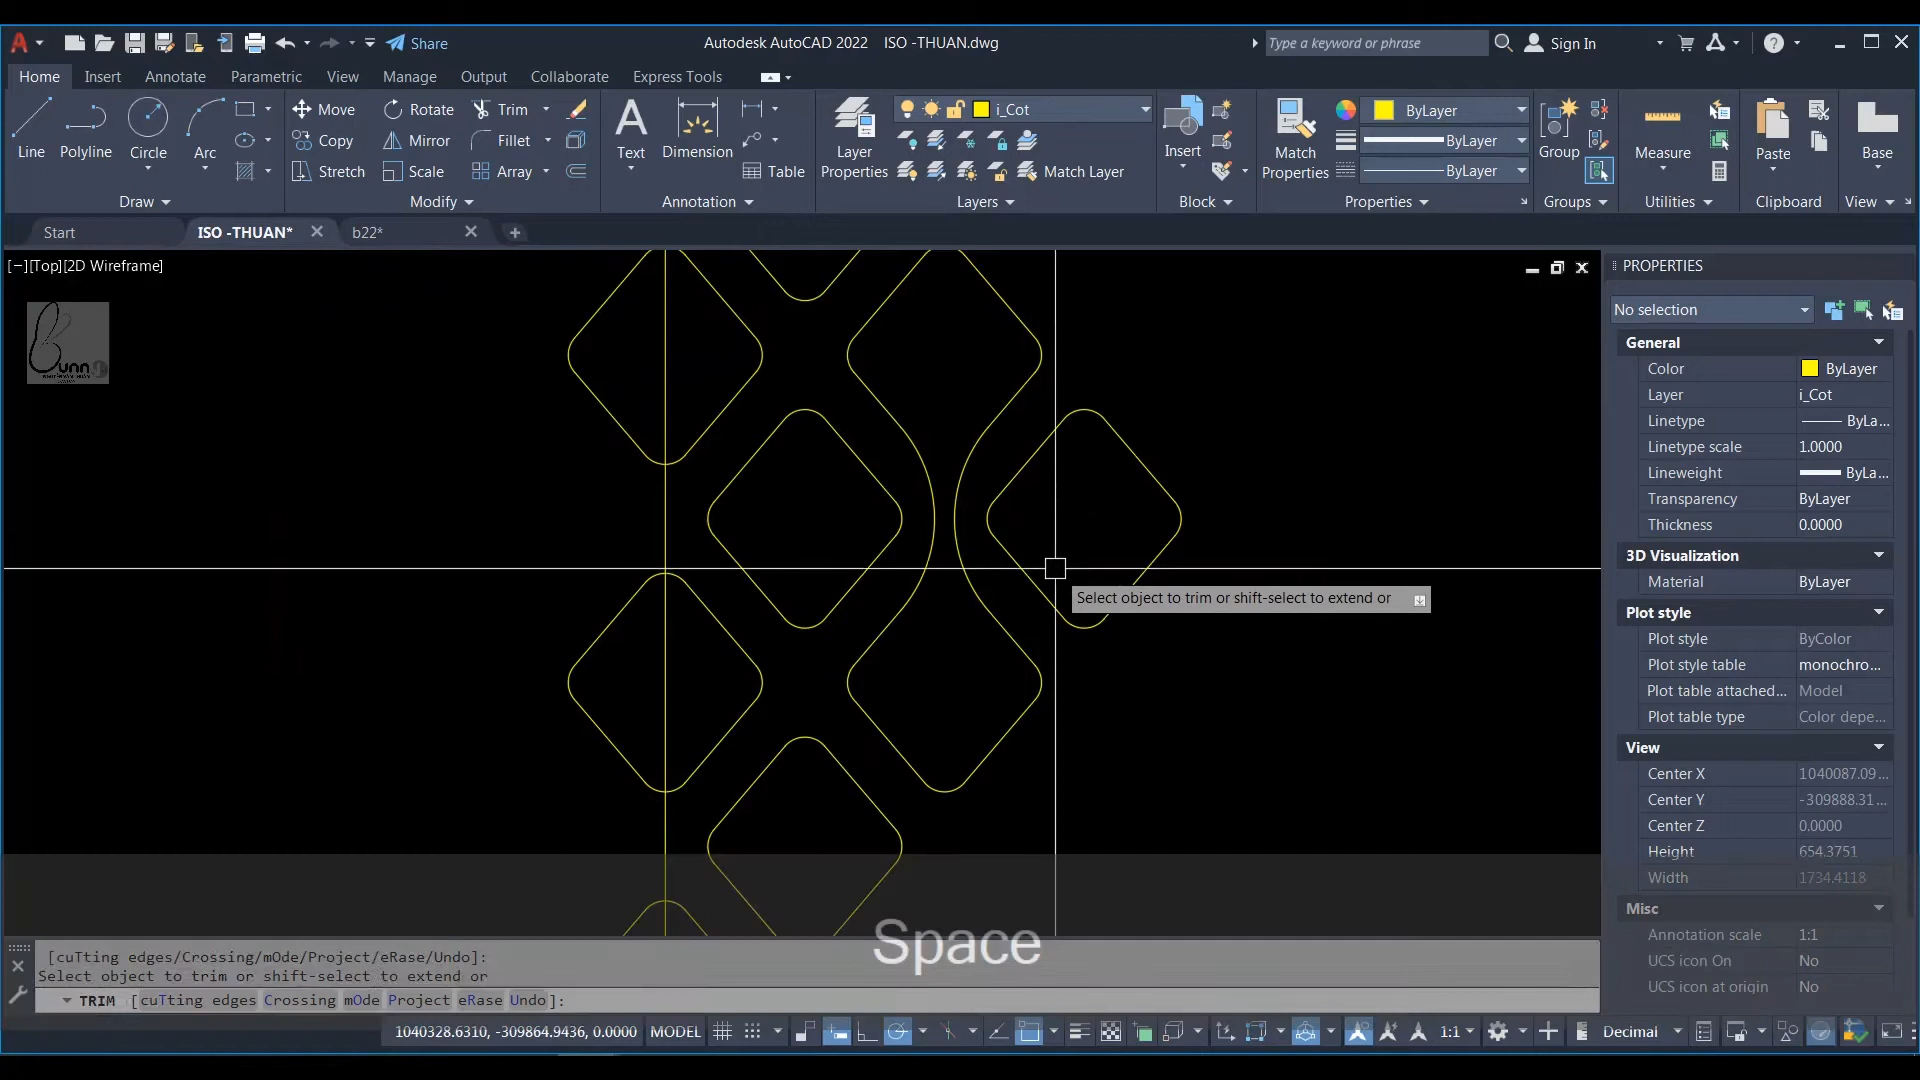 Share
Autodesk AutoCAD 2022 ISO -THUAN.dwg
Type a keyword or phrase
Sign In
Home Insert Annotate Parametric View Manage Output Collaborate Express Tools
Line Polyline Circle Arc
Move Rotate Trim
Copy Mirror Fillet
Stretch Scale Array
Text Dimension Table
Layer Properties
i_Cot
Match Layer
Insert
Match Properties
ByLayer
ByLayer
ByLayer
Group
Measure
Paste
Base
Draw Modify Annotation Layers Block Properties Groups Utilities Clipboard View
Start ISO -THUAN* b22*
[−][Top][2D Wireframe]
unn
Select object to trim or shift-select to extend or
PROPERTIES
No selection
General
Color ByLayer
Layer i_Cot
Linetype ByLa...
Linetype scale 1.0000
Lineweight ByLa...
Transparency ByLayer
Thickness 0.0000
3D Visualization
Material ByLayer
Plot style
Plot style ByColor
Plot style table monochro...
Plot table attached... Model
Plot table type Color depe...
View
Center X 1040087.09...
Center Y -309888.31...
Center Z 0.0000
Height 654.3751
Width 1734.4118
Misc
Annotation scale 1:1
UCS icon On No
UCS icon at origin No
Space
[cuTting edges/Crossing/mOde/Project/eRase/Undo]:
Select object to trim or shift-select to extend or
TRIM [cuTting edges Crossing mOde Project eRase Undo]:
1040328.6310, -309864.9436, 0.0000 MODEL 1:1 Decimal